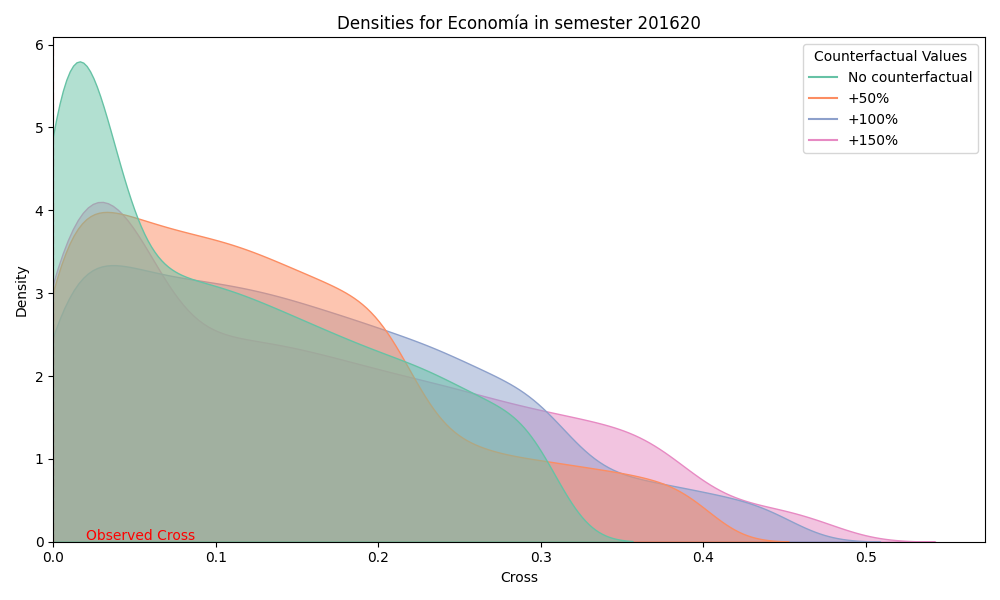 Densities for Economía in semester 201620
Counterfactual Values
No counterfactual
+50%
+100%
+150%
6
5
4
3
2
1
0
Density
Observed Cross
0.0 0.1 0.2 0.3 0.4 0.5
Cross